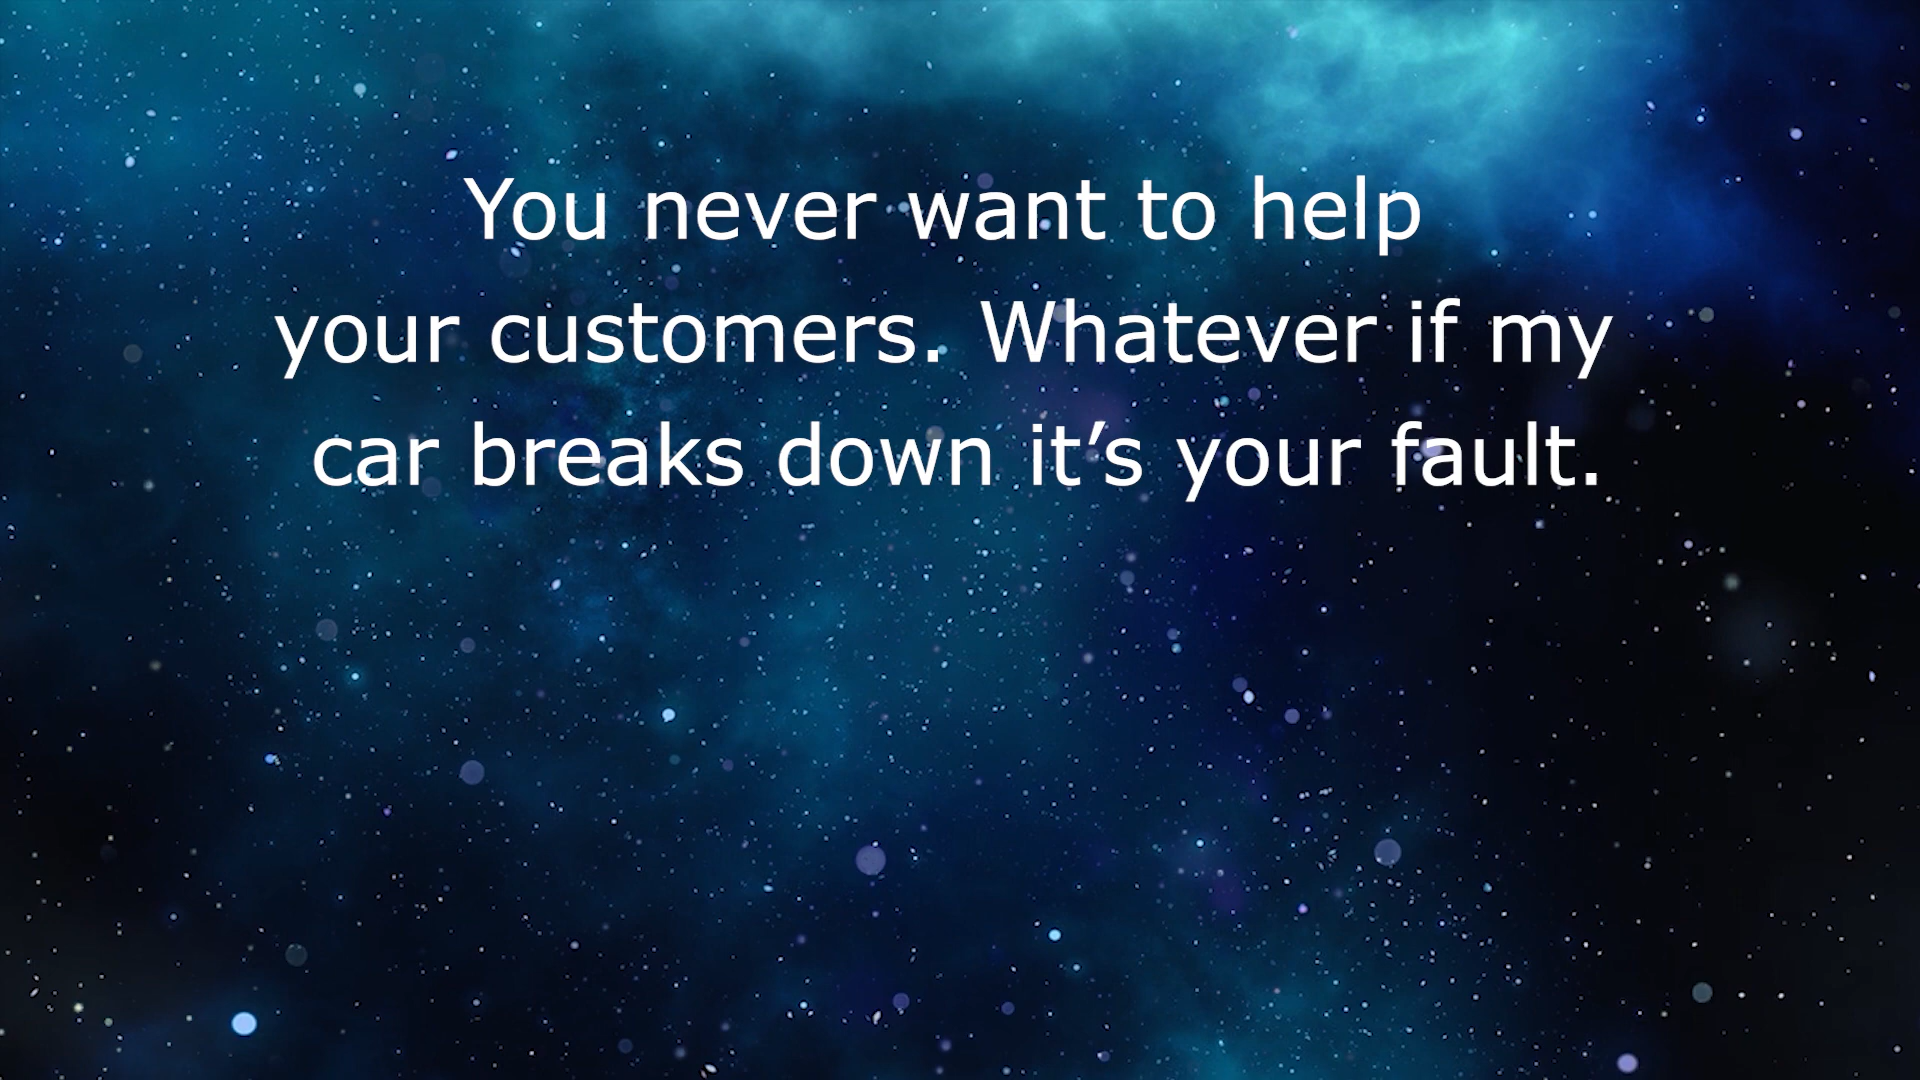 You never want to help
your customers. Whatever if my
car breaks down it’s your fault.